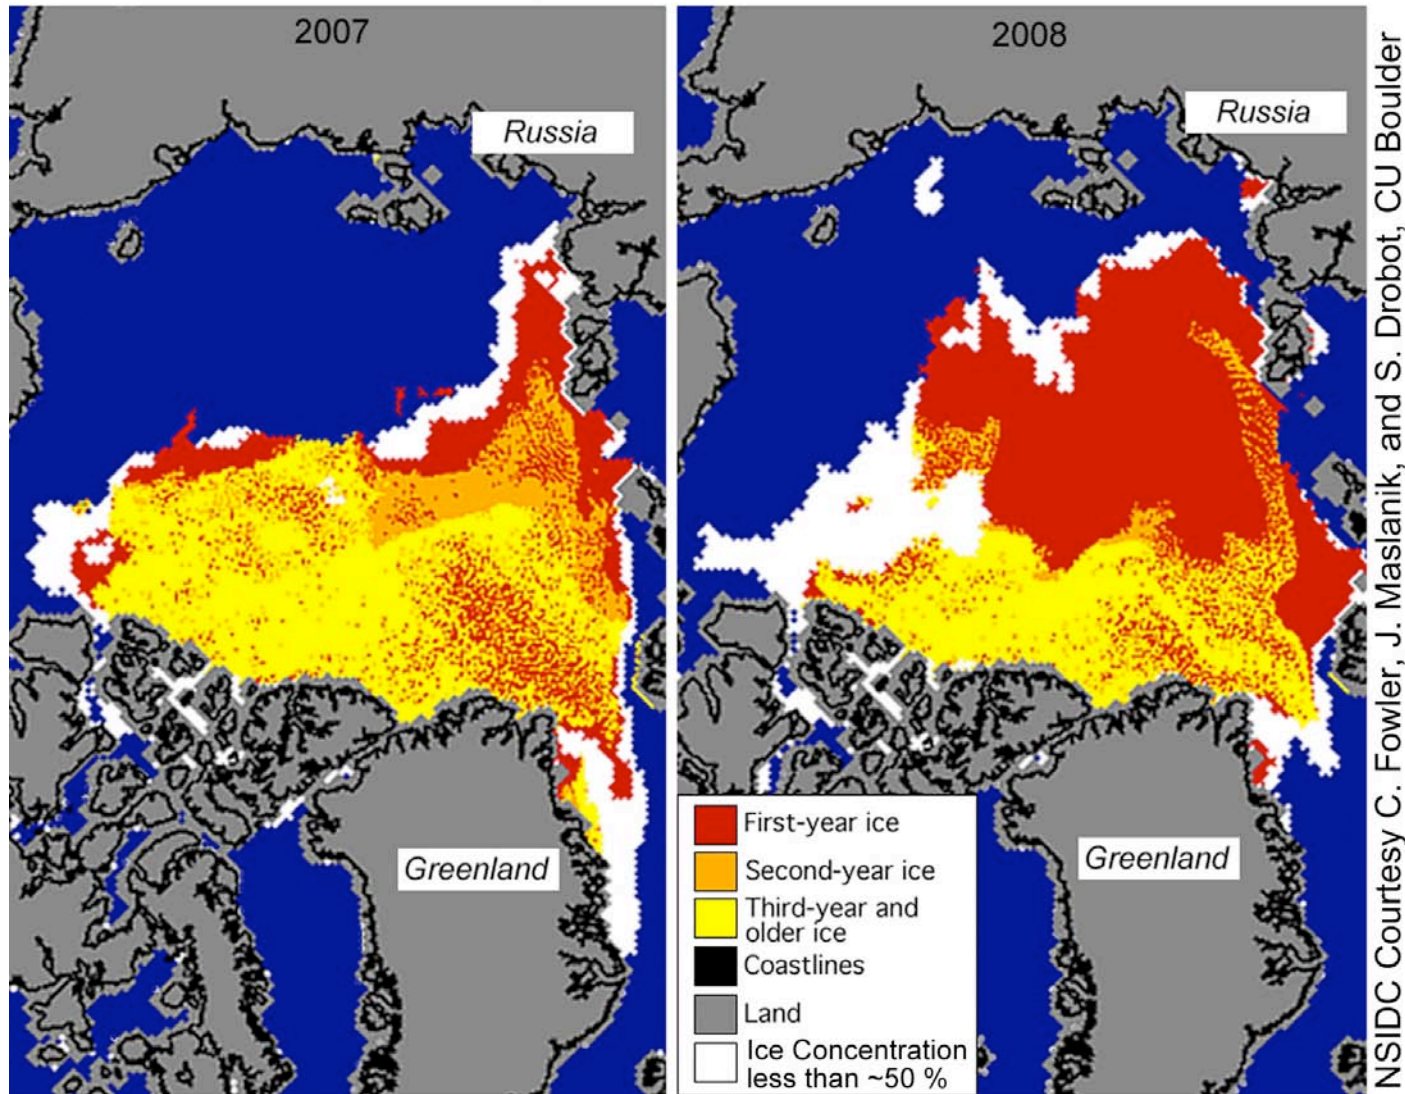 2007
2008
Russia
Russia
Greenland
Greenland
First-year ice
Second-year ice
Third-year and
older ice
Coastlines
Land
Ice Concentration
less than ~50 %
NSIDC Courtesy C. Fowler, J. Maslanik, and S. Drobot, CU Boulder